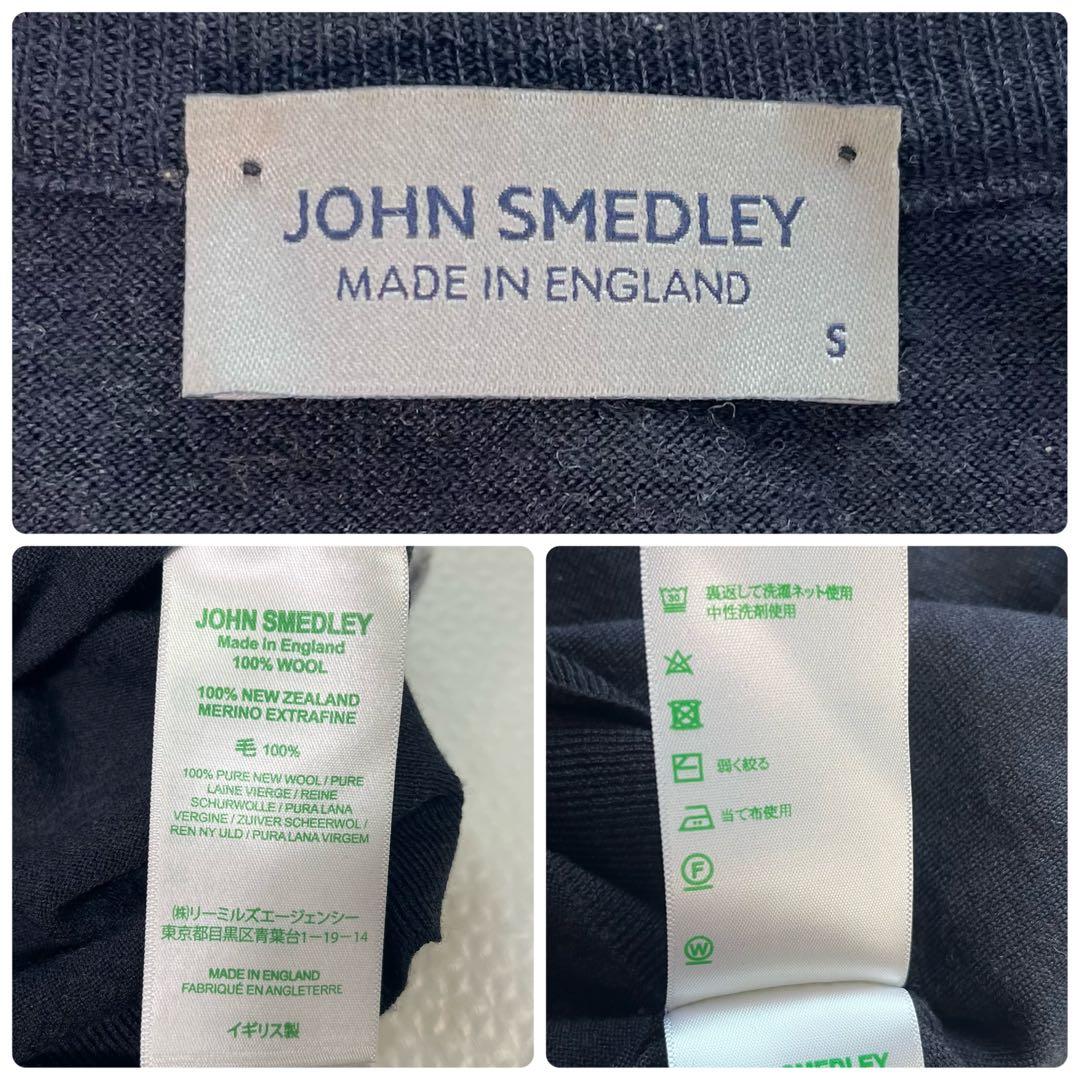 JOHN SMEDLEY
MADE IN ENGLAND
S
JOHN SMEDLEY
Made in England
100% WOOL
100% NEW ZEALAND
MERINO EXTRAFINE
毛 100%
100% PURE NEW WOOL / PURE
LAINE VIERGE / REINE
SCHURWOLLE / PURA LANA
VERGINE / ZUIVER SCHEERWOL /
REN NY ULD / PURA LANA VIRGEM
㈱リーミルズエージェンシー
東京都目黒区青葉台1-19-14
MADE IN ENGLAND
FABRIQUÉ EN ANGLETERRE
イギリス製
30 裏返して洗濯ネット使用
中性洗剤使用
弱く絞る
当て布使用
F
W
SMEDLEY